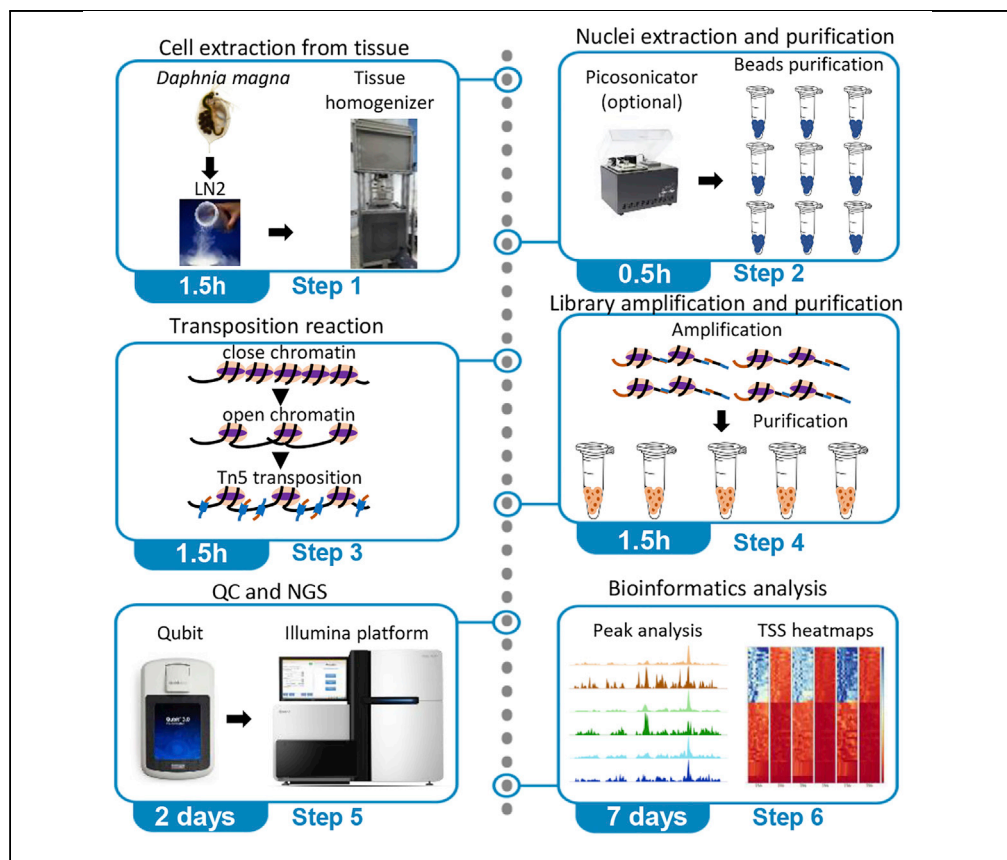 Cell extraction from tissue
Daphnia magna
Tissue
homogenizer
LN2
1.5h
Step 1
Nuclei extraction and purification
Picosonicator
(optional)
Beads purification
0.5h
Step 2
Transposition reaction
close chromatin
open chromatin
Tn5 transposition
1.5h
Step 3
Library amplification and purification
Amplification
Purification
1.5h
Step 4
QC and NGS
Qubit
Illumina platform
2 days
Step 5
Bioinformatics analysis
Peak analysis
TSS heatmaps
7 days
Step 6